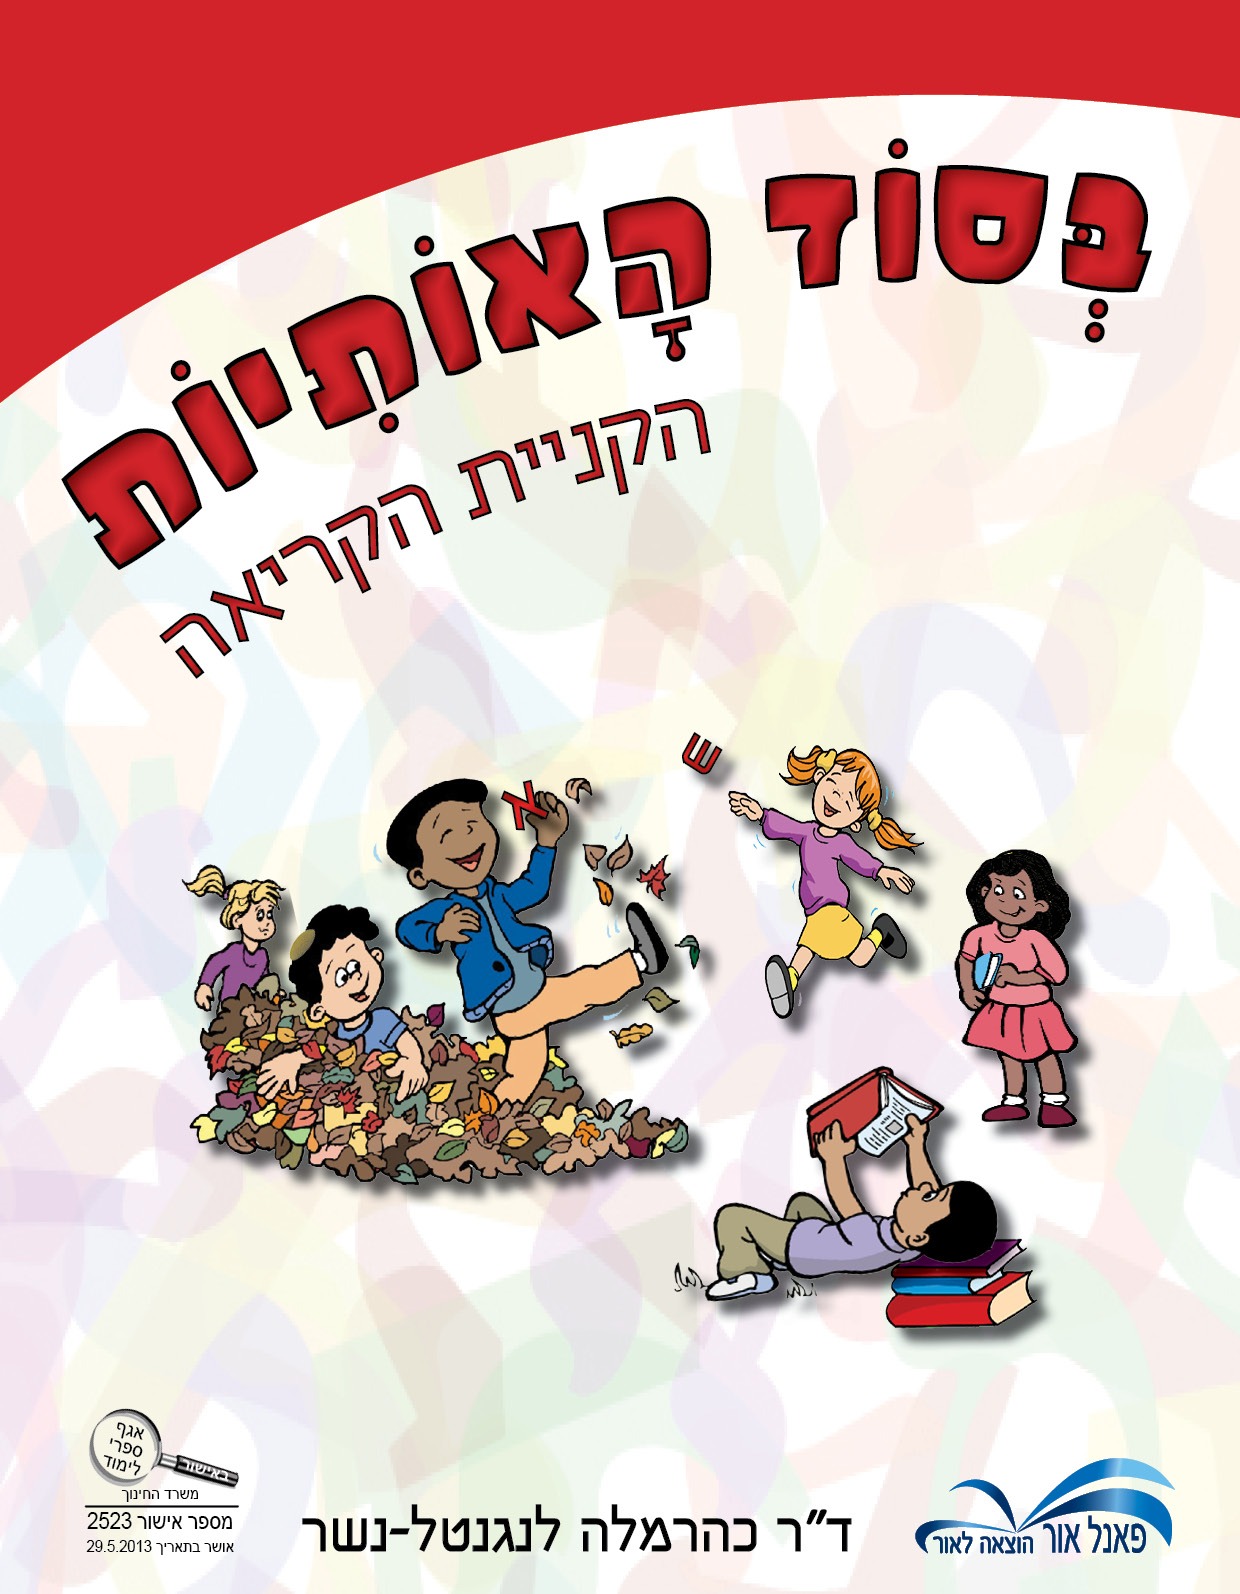 בְּסוֹד הָאוֹתִיּוֹת
הקניית הקריאה
ש
א
אגף
ספרי
לימוד
באישור
משרד החינוך
מספר אישור 2523
אושר בתאריך 29.5.2013
ד"ר כהרמלה לנגנטל-נשר
פאנל אור הוצאה לאור